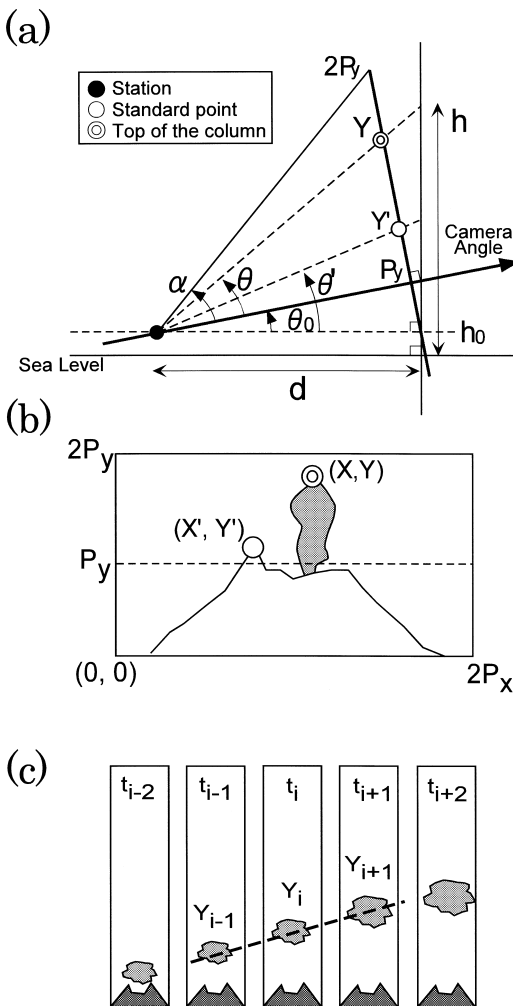 (a)
Station
Standard point
Top of the column
2Py
Y
h
Y'
Camera
Angle
Py
α
θ
θ'
θ0
h0
Sea Level
d
(b)
2Py
(X,Y)
(X', Y')
Py
(0, 0)
2Px
(c)
ti-2
ti-1
ti
ti+1
ti+2
Yi-1
Yi
Yi+1